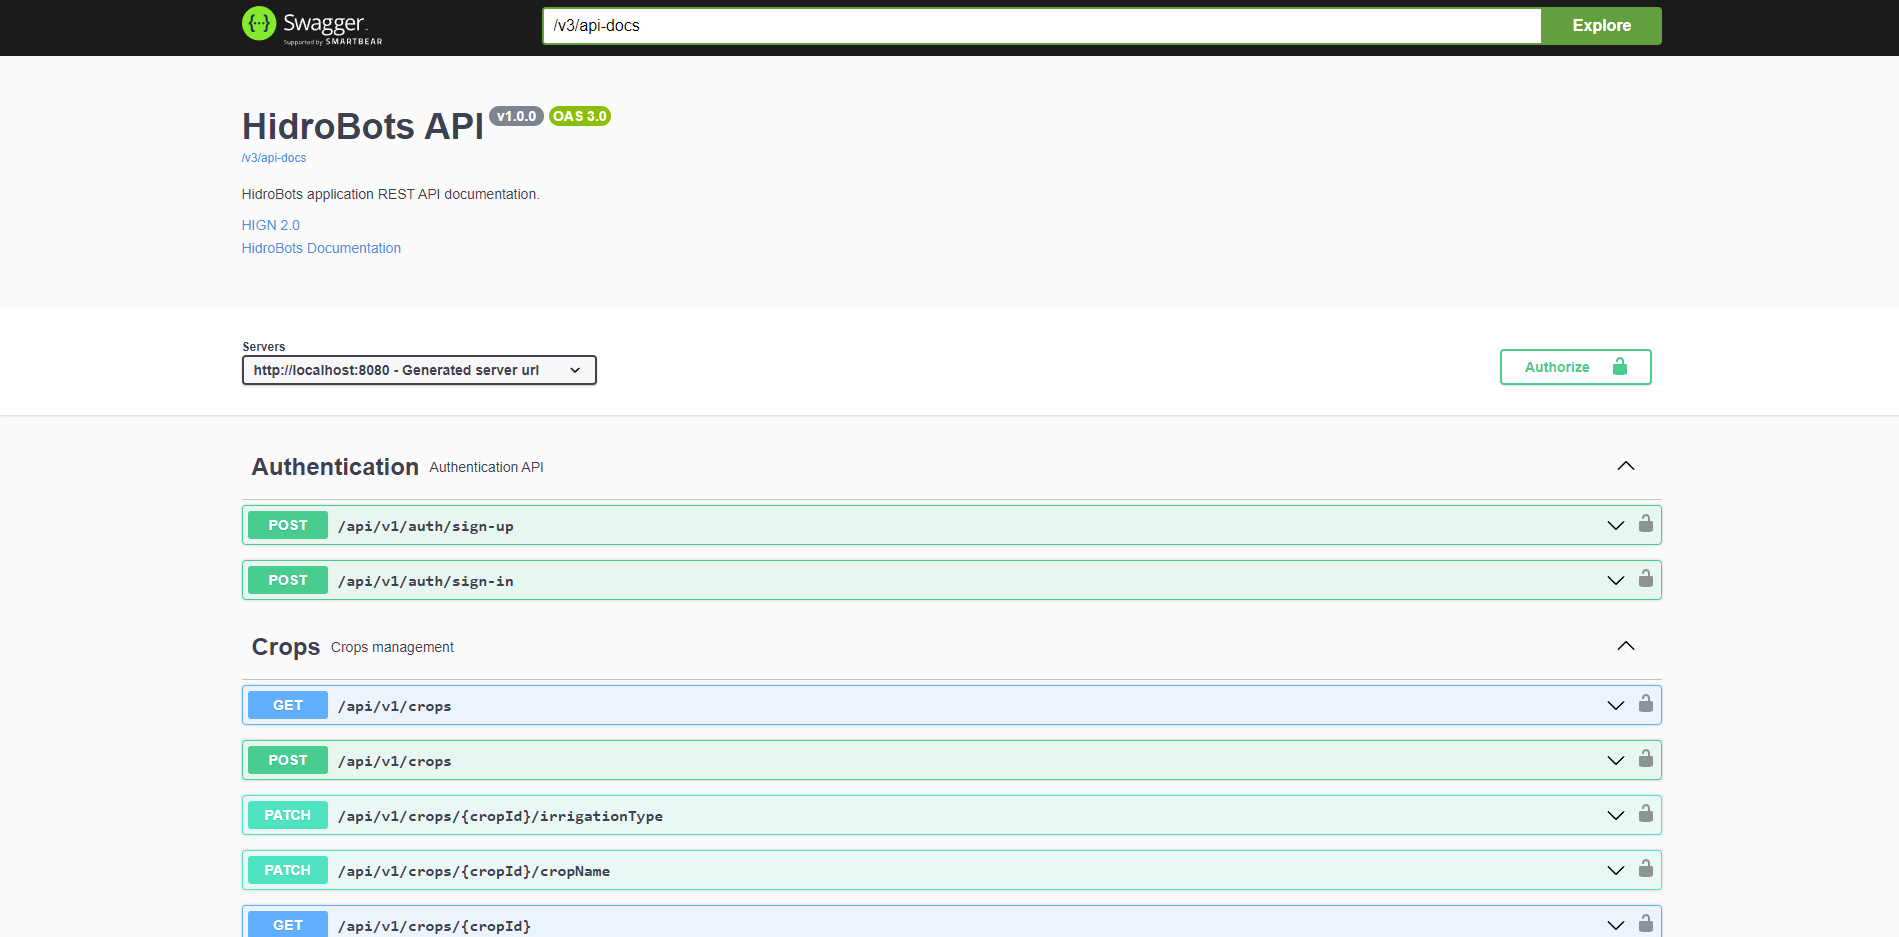 Swagger
Supported by SMARTBEAR
/v3/api-docs
Explore
HidroBots API v1.0.0 OAS 3.0
/v3/api-docs
HidroBots application REST API documentation.
HIGN 2.0
HidroBots Documentation
Servers
http://localhost:8080 - Generated server url
Authorize
Authentication Authentication API
POST /api/v1/auth/sign-up
POST /api/v1/auth/sign-in
Crops Crops management
GET /api/v1/crops
POST /api/v1/crops
PATCH /api/v1/crops/{cropId}/irrigationType
PATCH /api/v1/crops/{cropId}/cropName
GET /api/v1/crops/{cropId}